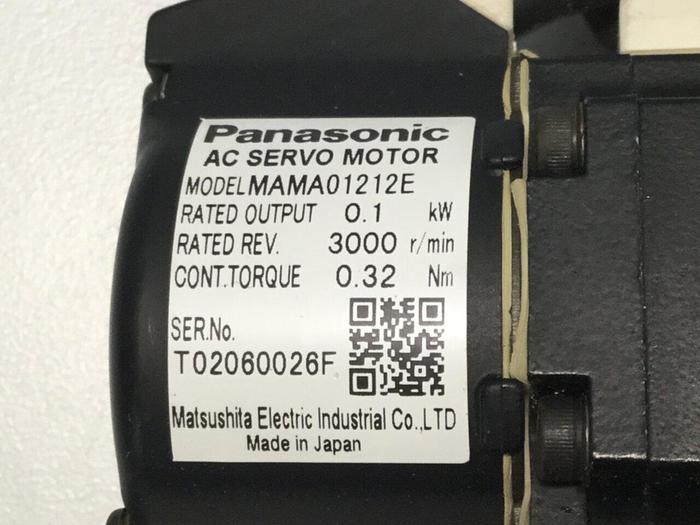 Panasonic
AC SERVO MOTOR
MODEL MAMA01212E
RATED OUTPUT 0.1 kW
RATED REV. 3000 r/min
CONT.TORQUE 0.32 Nm
SER.No.
T02060026F
Matsushita Electric Industrial Co.,LTD
Made in Japan